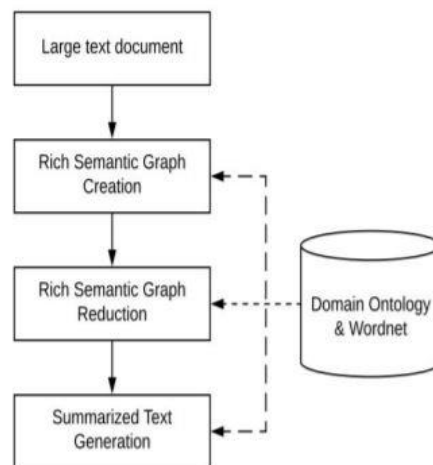 Large text document
Rich Semantic Graph
Creation
Rich Semantic Graph
Reduction
Domain Ontology
& Wordnet
Summarized Text
Generation